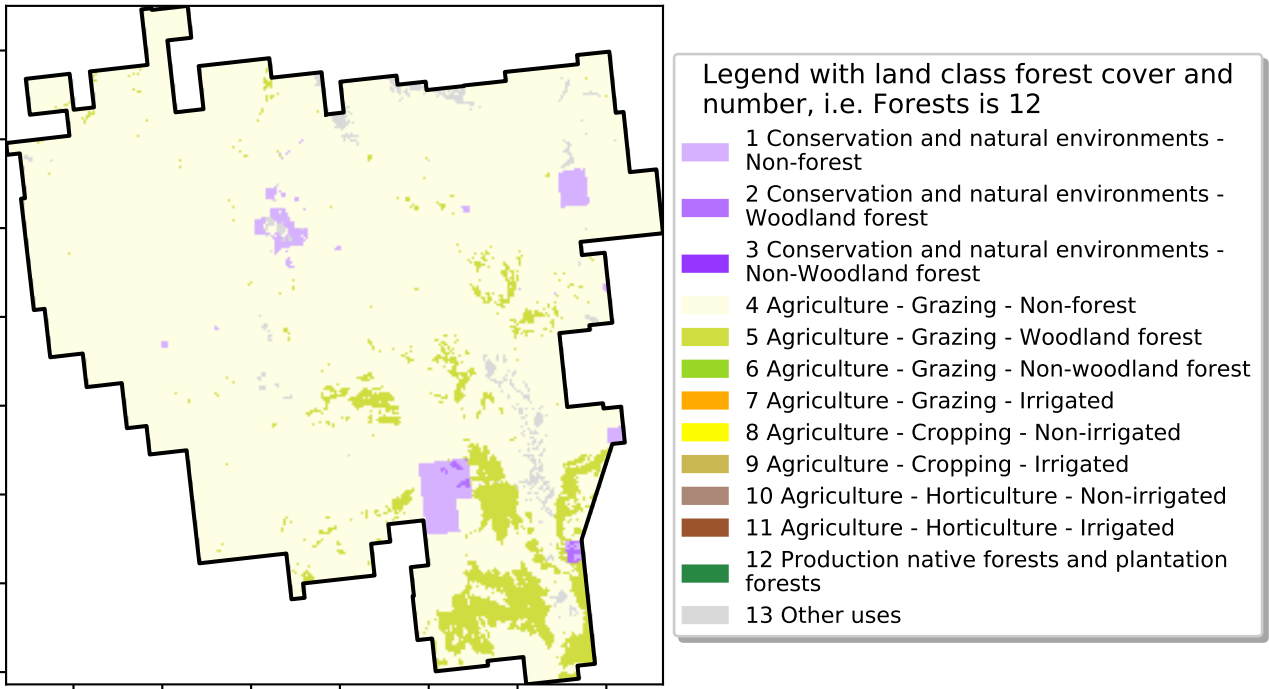 Legend with land class forest cover and
number, i.e. Forests is 12
1 Conservation and natural environments -
Non-forest
2 Conservation and natural environments -
Woodland forest
3 Conservation and natural environments -
Non-Woodland forest
4 Agriculture - Grazing - Non-forest
5 Agriculture - Grazing - Woodland forest
6 Agriculture - Grazing - Non-woodland forest
7 Agriculture - Grazing - Irrigated
8 Agriculture - Cropping - Non-irrigated
9 Agriculture - Cropping - Irrigated
10 Agriculture - Horticulture - Non-irrigated
11 Agriculture - Horticulture - Irrigated
12 Production native forests and plantation
forests
13 Other uses